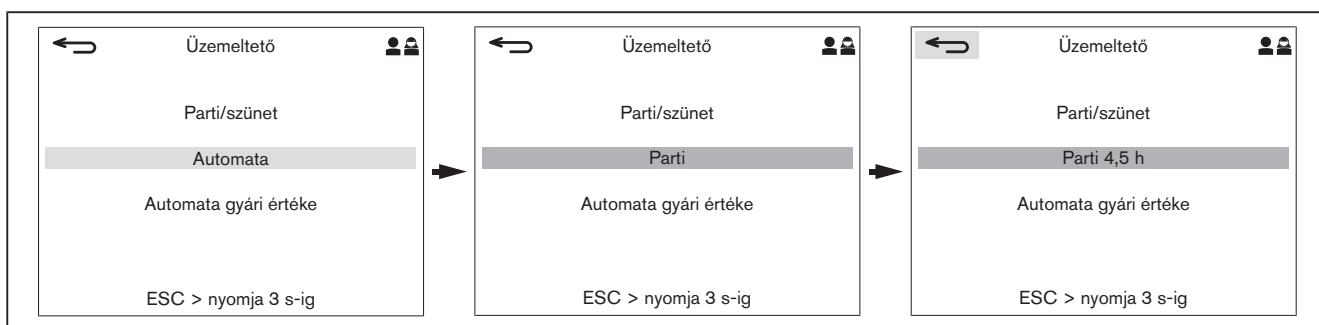 Üzemeltető
Parti/szünet
Automata
Automata gyári értéke
ESC > nyomja 3 s-ig
Üzemeltető
Parti/szünet
Parti
Automata gyári értéke
ESC > nyomja 3 s-ig
Üzemeltető
Parti/szünet
Parti 4,5 h
Automata gyári értéke
ESC > nyomja 3 s-ig